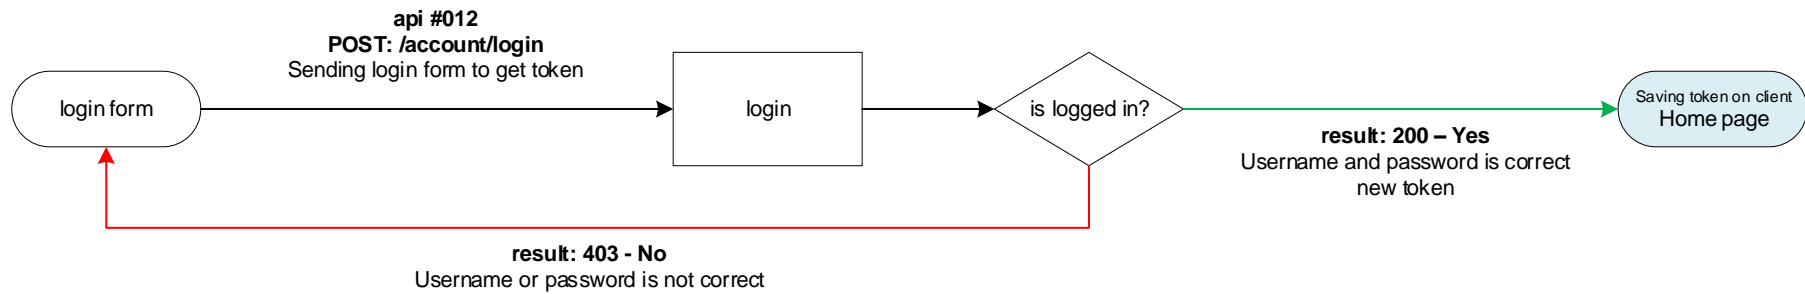 api #012
POST: /account/login
Sending login form to get token
login form
login
is logged in?
Saving token on client
Home page
result: 200 – Yes
Username and password is correct
new token
result: 403 - No
Username or password is not correct